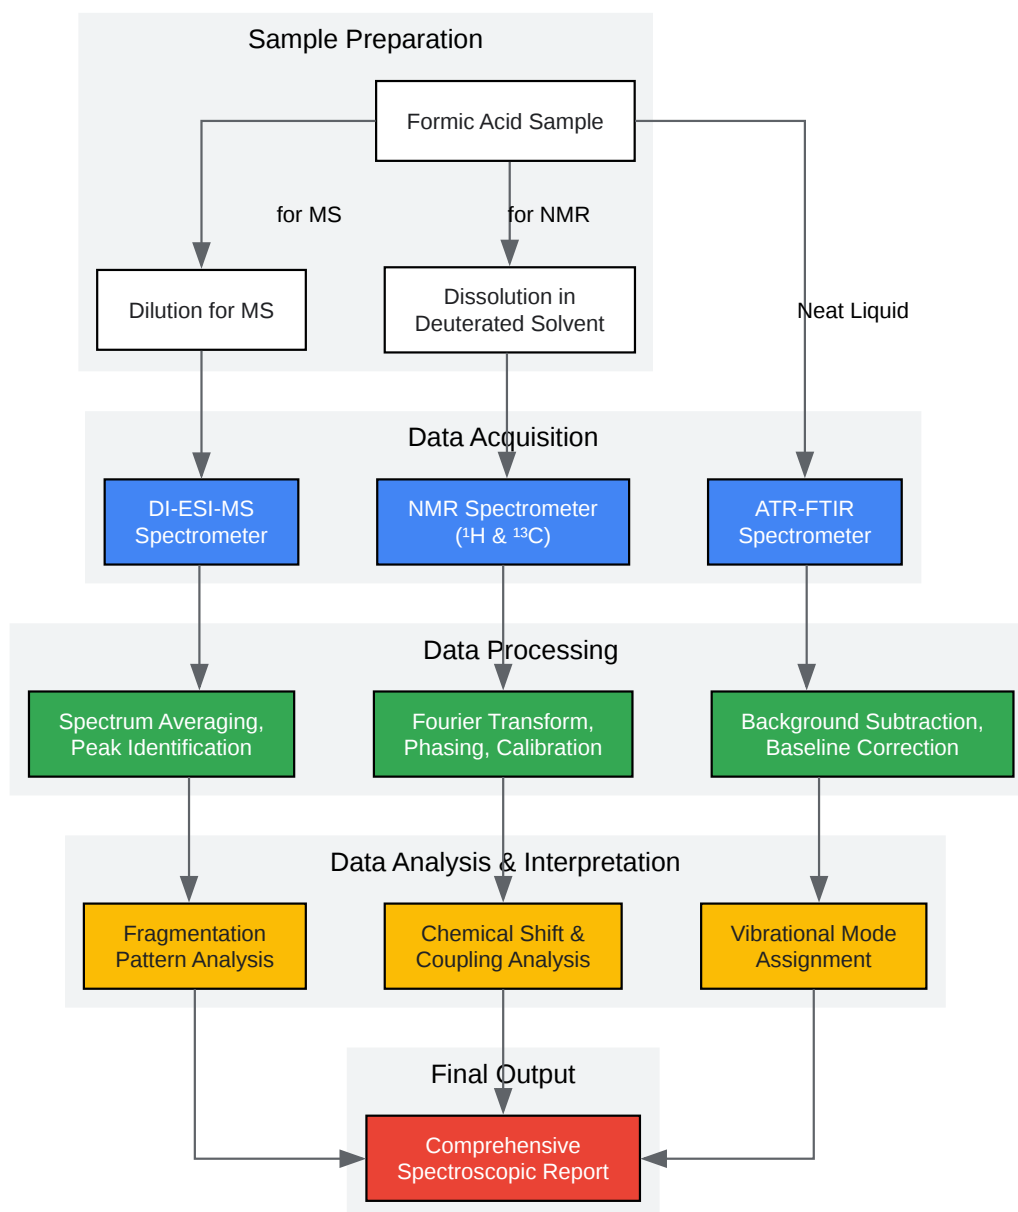 Sample Preparation
Formic Acid Sample
for MS
for NMR
Dilution for MS
Dissolution in
Deuterated Solvent
Neat Liquid
Data Acquisition
DI-ESI-MS
Spectrometer
NMR Spectrometer
(¹H & ¹³C)
ATR-FTIR
Spectrometer
Data Processing
Spectrum Averaging,
Peak Identification
Fourier Transform,
Phasing, Calibration
Background Subtraction,
Baseline Correction
Data Analysis & Interpretation
Fragmentation
Pattern Analysis
Chemical Shift &
Coupling Analysis
Vibrational Mode
Assignment
Final Output
Comprehensive
Spectroscopic Report